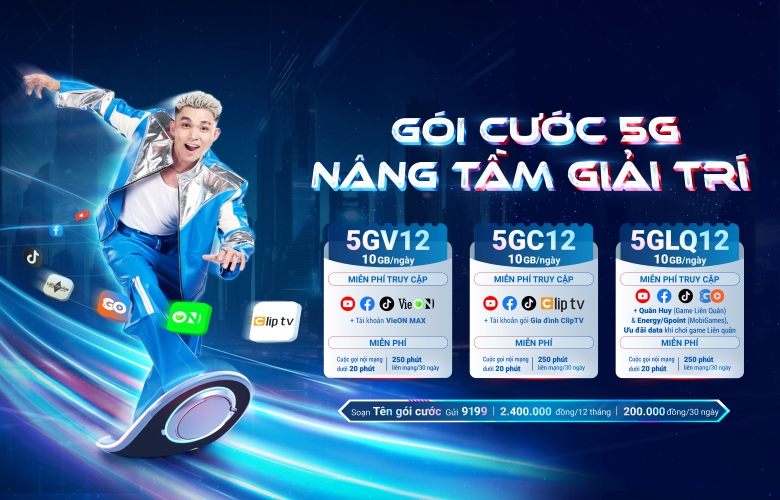 GÓI CƯỚC 5G
NÂNG TẦM GIẢI TRÍ
5GV12
10GB/ngày
MIỄN PHÍ TRUY CẬP
VieON
+ Tài khoản VieON MAX
MIỄN PHÍ
Cuộc gọi nội mạng
dưới 20 phút
250 phút
liên mạng/30 ngày
5GC12
10GB/ngày
MIỄN PHÍ TRUY CẬP
Clip tv
+ Tài khoản gói Gia đình ClipTV
MIỄN PHÍ
Cuộc gọi nội mạng
dưới 20 phút
250 phút
liên mạng/30 ngày
5GLQ12
10GB/ngày
MIỄN PHÍ TRUY CẬP
GO
+ Quân Huy (Game Liên Quân)
& Energy/Gpoint (MobiGames),
Ưu đãi data khi chơi game Liên quân
MIỄN PHÍ
Cuộc gọi nội mạng
dưới 20 phút
250 phút
liên mạng/30 ngày
GO
ON
Clip tv
Soạn Tên gói cước Gửi 9199 | 2.400.000 đồng/12 tháng | 200.000 đồng/30 ngày